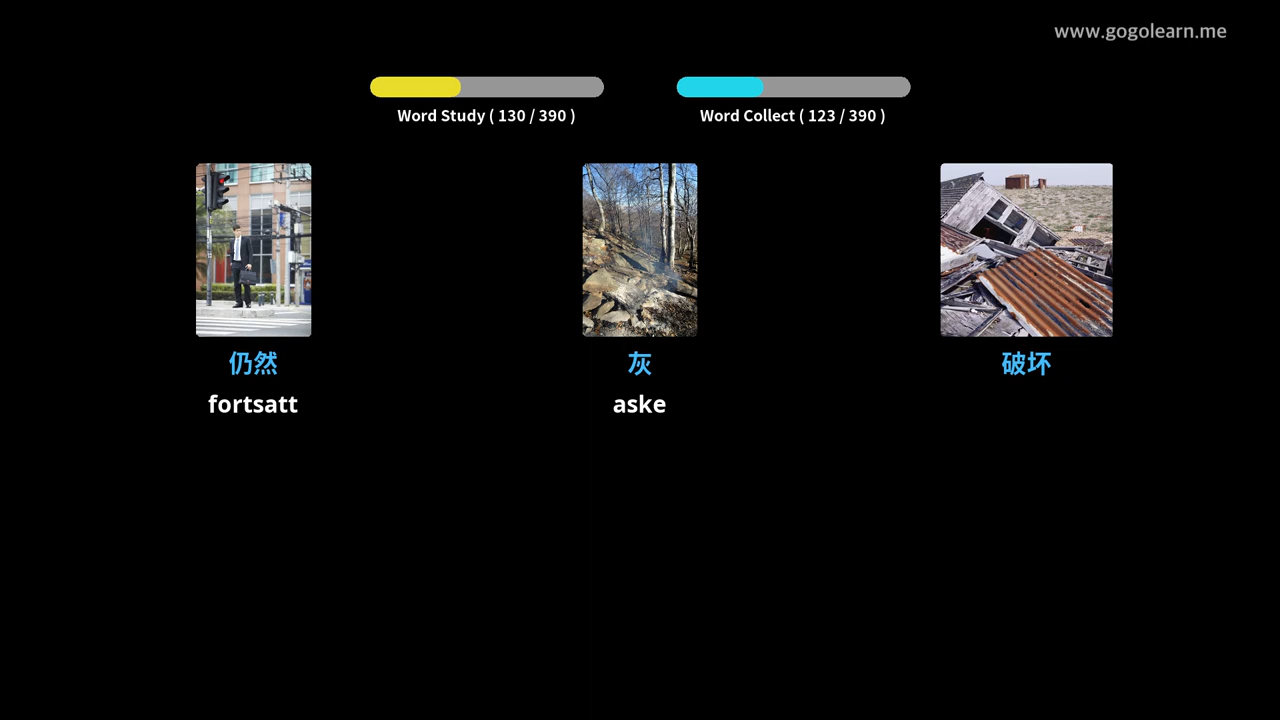 www.gogolearn.me
Word Study ( 130 / 390 )
Word Collect ( 123 / 390 )
仍然
灰
破坏
fortsatt
aske